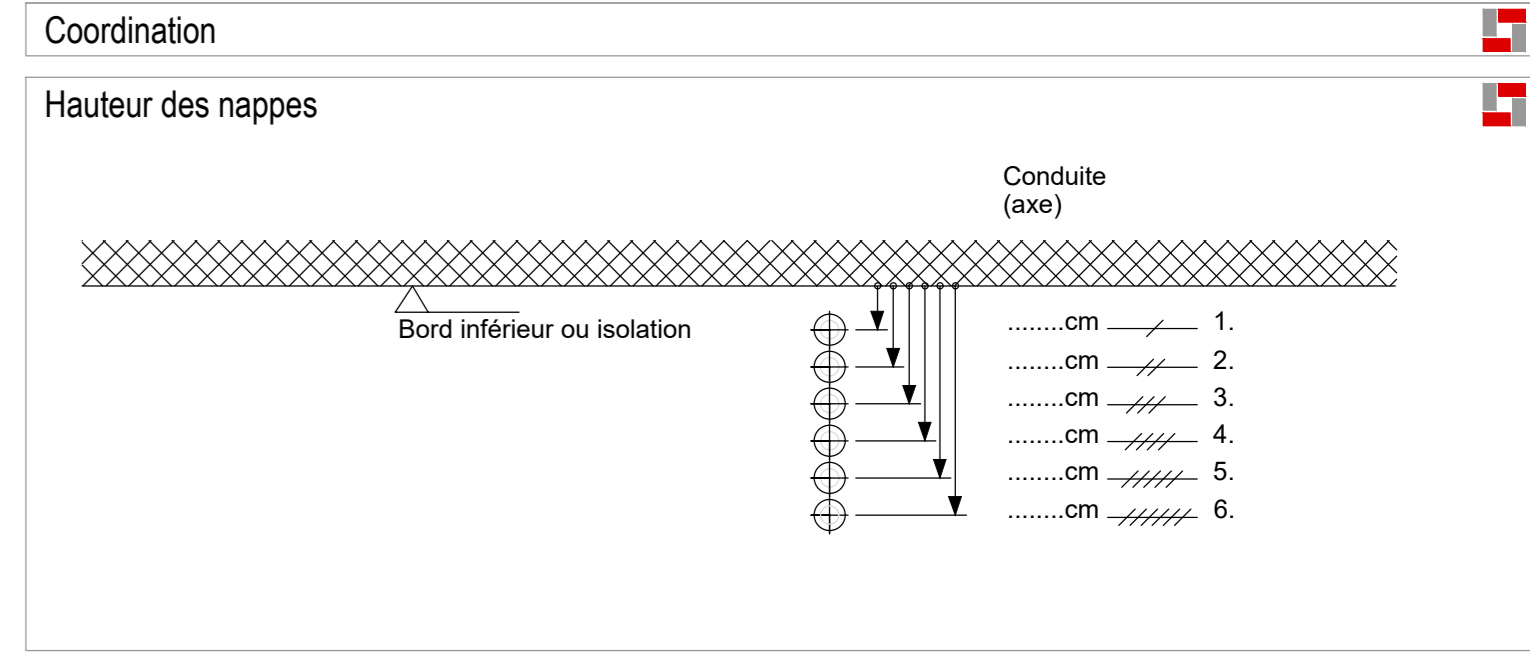 Coordination
Hauteur des nappes
Conduite
(axe)
Bord inférieur ou isolation
........cm 1.
........cm 2.
........cm 3.
........cm 4.
........cm 5.
........cm 6.